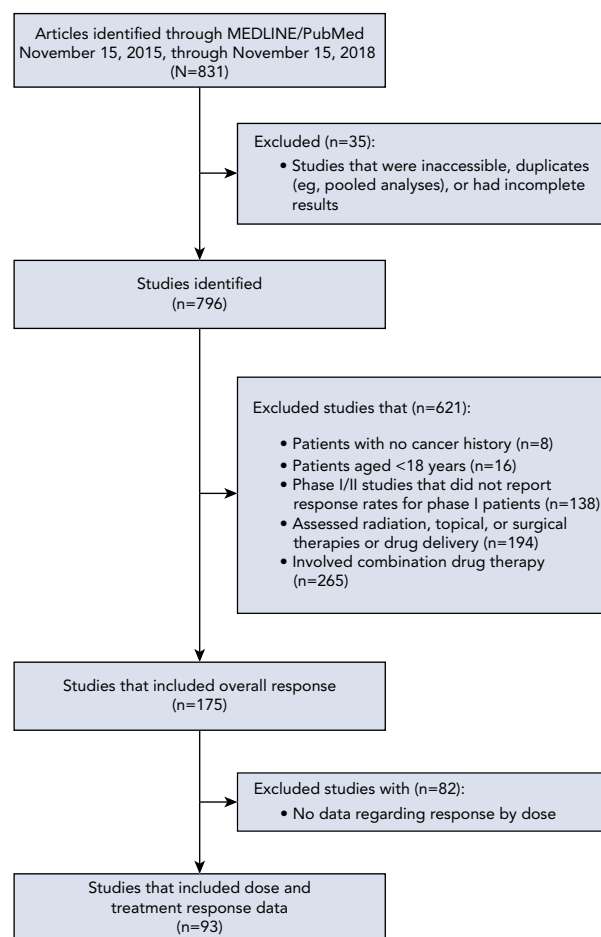 Articles identified through MEDLINE/PubMed
November 15, 2015, through November 15, 2018
(N=831)
Excluded (n=35):
• Studies that were inaccessible, duplicates
(eg, pooled analyses), or had incomplete
results
Studies identified
(n=796)
Excluded studies that (n=621):
• Patients with no cancer history (n=8)
• Patients aged <18 years (n=16)
• Phase I/II studies that did not report
response rates for phase I patients (n=138)
• Assessed radiation, topical, or surgical
therapies or drug delivery (n=194)
• Involved combination drug therapy
(n=265)
Studies that included overall response
(n=175)
Excluded studies with (n=82):
• No data regarding response by dose
Studies that included dose and
treatment response data
(n=93)